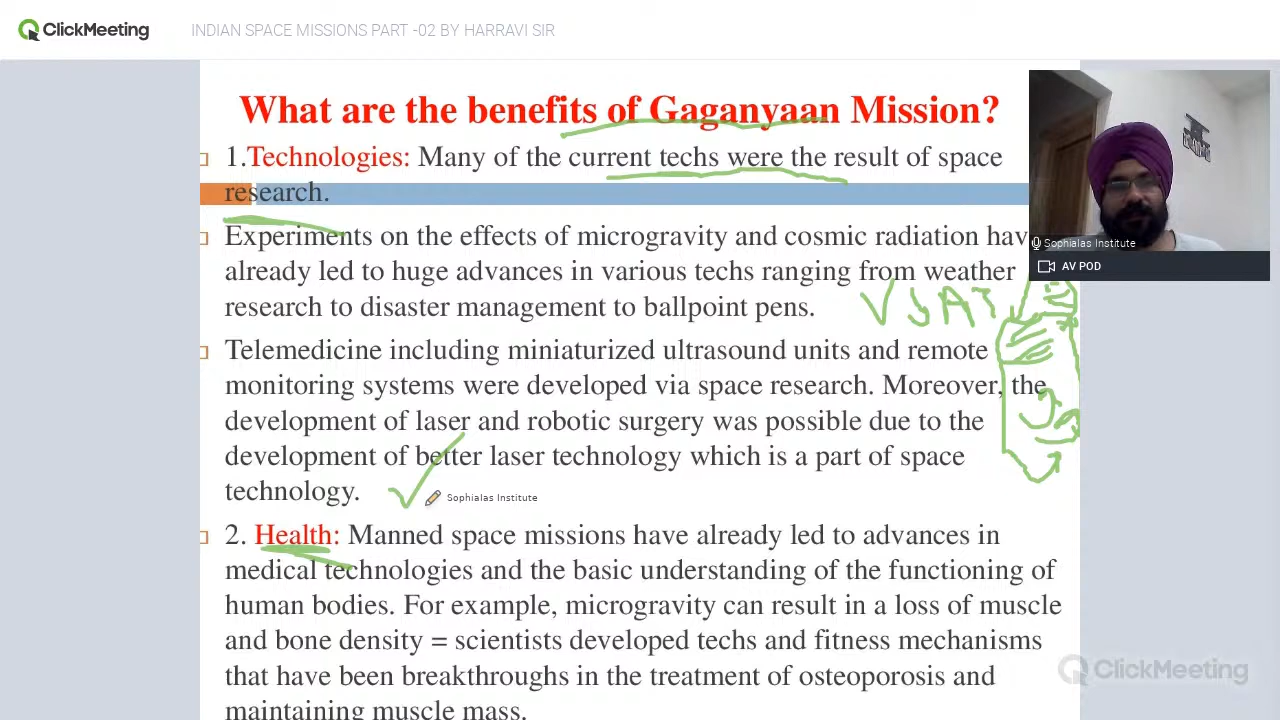 ClickMeeting
INDIAN SPACE MISSIONS PART -02 BY HARRAVI SIR
What are the benefits of Gaganyaan Mission?
1.Technologies: Many of the current techs were the result of space
research.
Experiments on the effects of microgravity and cosmic radiation hav
already led to huge advances in various techs ranging from weather
research to disaster management to ballpoint pens.
VSAT
Telemedicine including miniaturized ultrasound units and remote
monitoring systems were developed via space research. Moreover, the
development of laser and robotic surgery was possible due to the
development of better laser technology which is a part of space
technology.
Sophialas Institute
2. Health: Manned space missions have already led to advances in
medical technologies and the basic understanding of the functioning of
human bodies. For example, microgravity can result in a loss of muscle
and bone density = scientists developed techs and fitness mechanisms
that have been breakthroughs in the treatment of osteoporosis and
maintaining muscle mass.
Sophialas Institute
AV POD
ClickMeeting